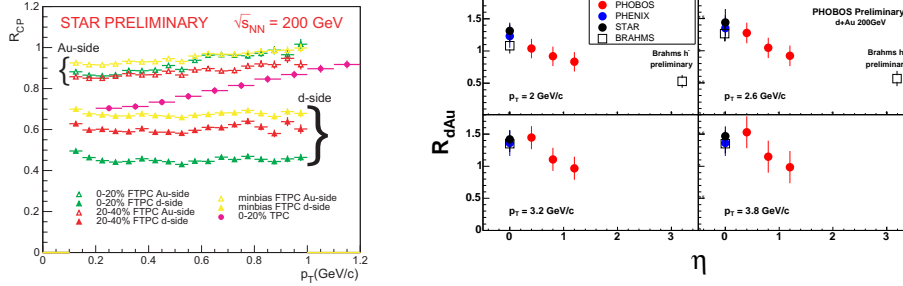 STAR PRELIMINARY √sNN = 200 GeV
RCP
1.2
1
0.8
0.6
0.4
0.2
0
Au-side
d-side
0-20% FTPC Au-side
0-20% FTPC d-side
20-40% FTPC Au-side
20-40% FTPC d-side
minbias FTPC Au-side
minbias FTPC d-side
0-20% TPC
0 0.2 0.4 0.6 0.8 1 1.2
pT(GeV/c)
RdAu
PHOBOS
PHENIX
STAR
BRAHMS
1.5
1
.5
Brahms h-
preliminary
pT = 2 GeV/c
PHOBOS Preliminary
d+Au 200GeV
Brahms h-
preliminary
pT = 2.6 GeV/c
1.5
1
.5
pT = 3.2 GeV/c
pT = 3.8 GeV/c
0 1 2 3
0 1 2 3
η